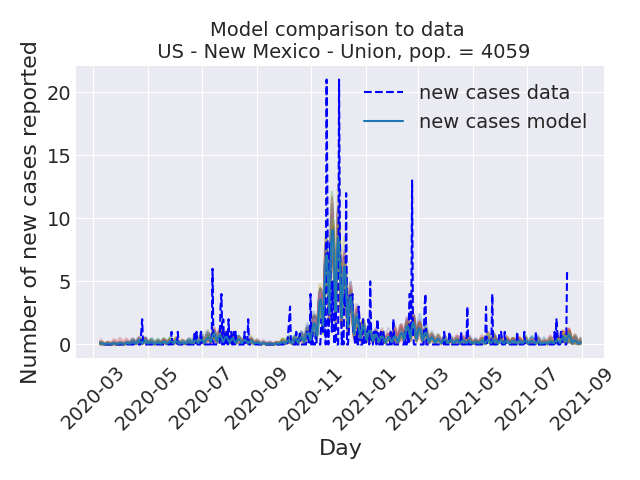 Model comparison to data
US - New Mexico - Union, pop. = 4059
Number of new cases reported
20
15
10
5
0
new cases data
new cases model
2020-03
2020-05
2020-07
2020-09
2020-11
2021-01
2021-03
2021-05
2021-07
2021-09
Day